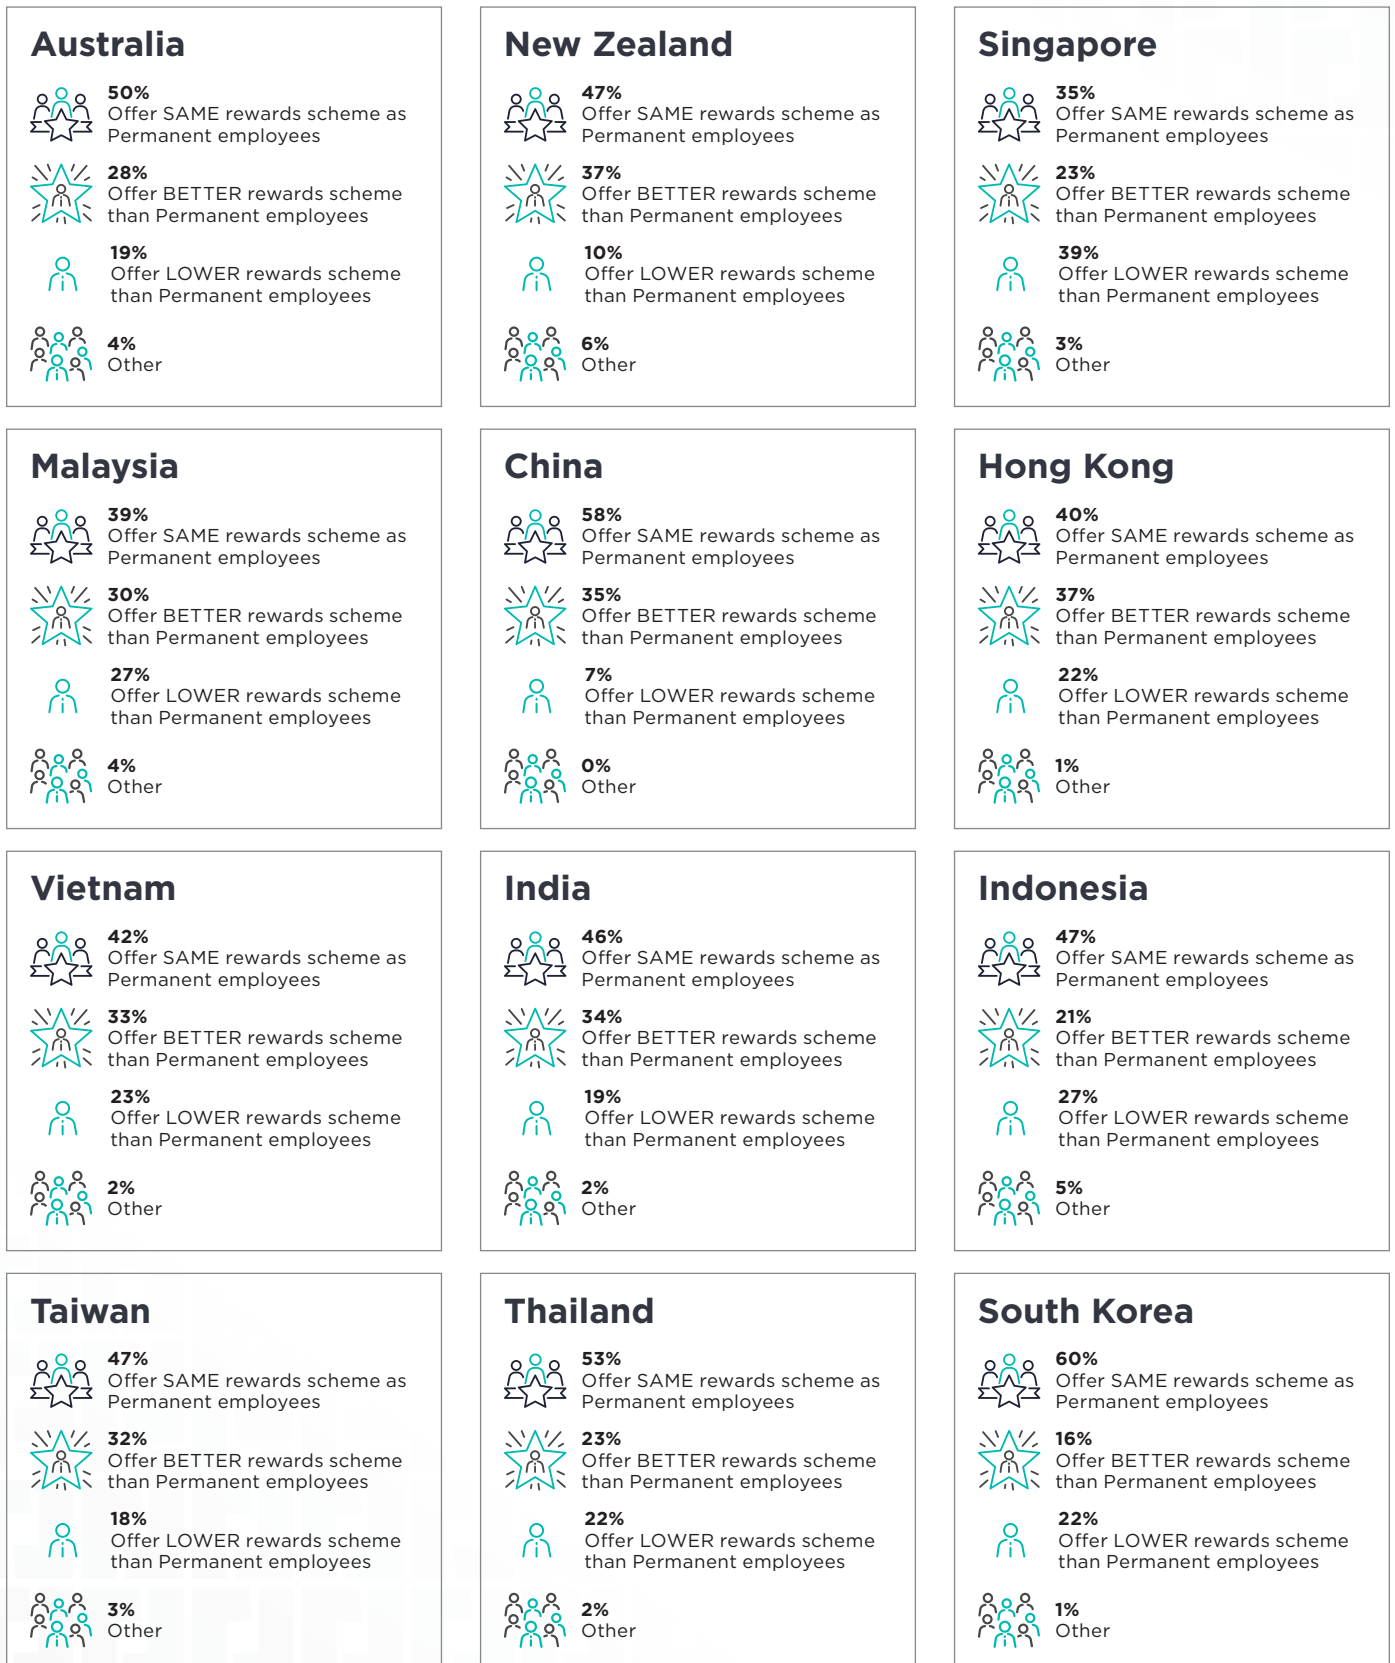 Australia
50%
Offer SAME rewards scheme as
Permanent employees
28%
Offer BETTER rewards scheme
than Permanent employees
19%
Offer LOWER rewards scheme
than Permanent employees
4%
Other
New Zealand
47%
Offer SAME rewards scheme as
Permanent employees
37%
Offer BETTER rewards scheme
than Permanent employees
10%
Offer LOWER rewards scheme
than Permanent employees
6%
Other
Singapore
35%
Offer SAME rewards scheme as
Permanent employees
23%
Offer BETTER rewards scheme
than Permanent employees
39%
Offer LOWER rewards scheme
than Permanent employees
3%
Other
Malaysia
39%
Offer SAME rewards scheme as
Permanent employees
30%
Offer BETTER rewards scheme
than Permanent employees
27%
Offer LOWER rewards scheme
than Permanent employees
4%
Other
China
58%
Offer SAME rewards scheme as
Permanent employees
35%
Offer BETTER rewards scheme
than Permanent employees
7%
Offer LOWER rewards scheme
than Permanent employees
0%
Other
Hong Kong
40%
Offer SAME rewards scheme as
Permanent employees
37%
Offer BETTER rewards scheme
than Permanent employees
22%
Offer LOWER rewards scheme
than Permanent employees
1%
Other
Vietnam
42%
Offer SAME rewards scheme as
Permanent employees
33%
Offer BETTER rewards scheme
than Permanent employees
23%
Offer LOWER rewards scheme
than Permanent employees
2%
Other
India
46%
Offer SAME rewards scheme as
Permanent employees
34%
Offer BETTER rewards scheme
than Permanent employees
19%
Offer LOWER rewards scheme
than Permanent employees
2%
Other
Indonesia
47%
Offer SAME rewards scheme as
Permanent employees
21%
Offer BETTER rewards scheme
than Permanent employees
27%
Offer LOWER rewards scheme
than Permanent employees
5%
Other
Taiwan
47%
Offer SAME rewards scheme as
Permanent employees
32%
Offer BETTER rewards scheme
than Permanent employees
18%
Offer LOWER rewards scheme
than Permanent employees
3%
Other
Thailand
53%
Offer SAME rewards scheme as
Permanent employees
23%
Offer BETTER rewards scheme
than Permanent employees
22%
Offer LOWER rewards scheme
than Permanent employees
2%
Other
South Korea
60%
Offer SAME rewards scheme as
Permanent employees
16%
Offer BETTER rewards scheme
than Permanent employees
22%
Offer LOWER rewards scheme
than Permanent employees
1%
Other